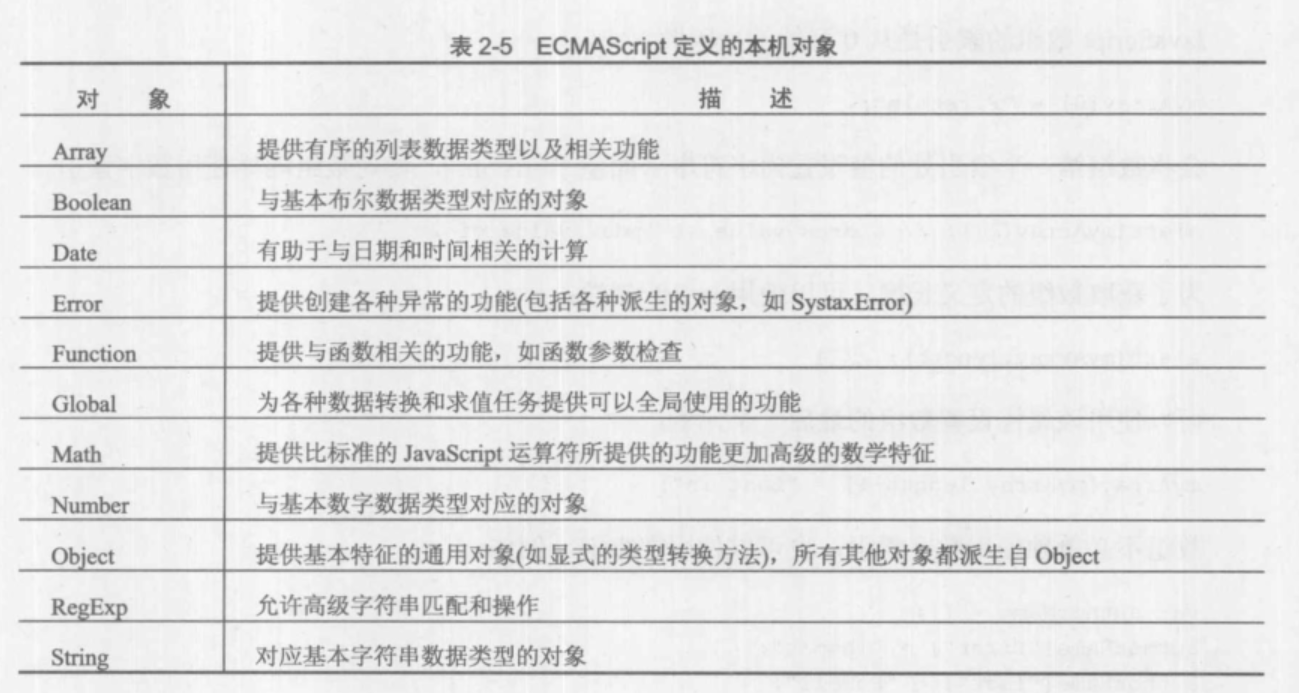 表 2-5 ECMAScript 定义的本机对象
对 象 描 述
Array 提供有序的列表数据类型以及相关功能
Boolean 与基本布尔数据类型对应的对象
Date 有助于与日期和时间相关的计算
Error 提供创建各种异常的功能(包括各种派生的对象，如 SystaxError)
Function 提供与函数相关的功能，如函数参数检查
Global 为各种数据转换和求值任务提供可以全局使用的功能
Math 提供比标准的 JavaScript 运算符所提供的功能更加高级的数学特征
Number 与基本数字数据类型对应的对象
Object 提供基本特征的通用对象(如显式的类型转换方法)，所有其他对象都派生自 Object
RegExp 允许高级字符串匹配和操作
String 对应基本字符串数据类型的对象